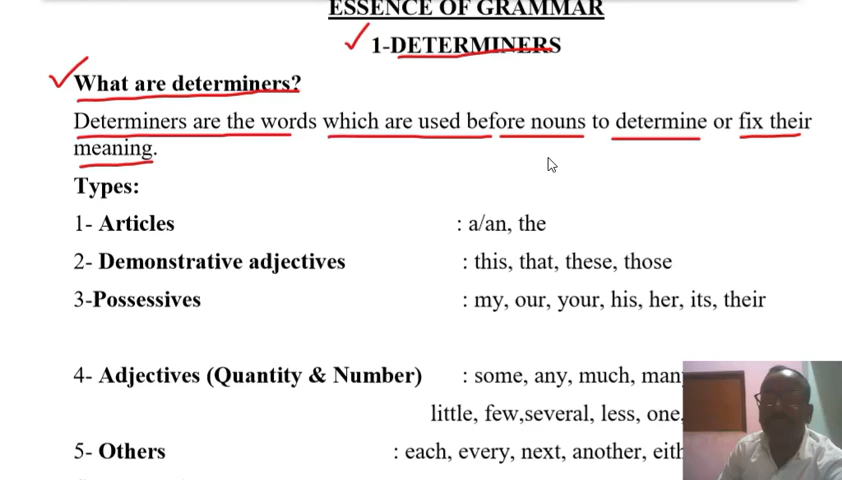 ESSENCE OF GRAMMAR
1-DETERMINERS
What are determiners?
Determiners are the words which are used before nouns to determine or fix their
meaning.
Types:
1- Articles : a/an, the
2- Demonstrative adjectives : this, that, these, those
3-Possessives : my, our, your, his, her, its, their
4- Adjectives (Quantity & Number) : some, any, much,
little, few,several, less, one,
5- Others : each, every, next, another,